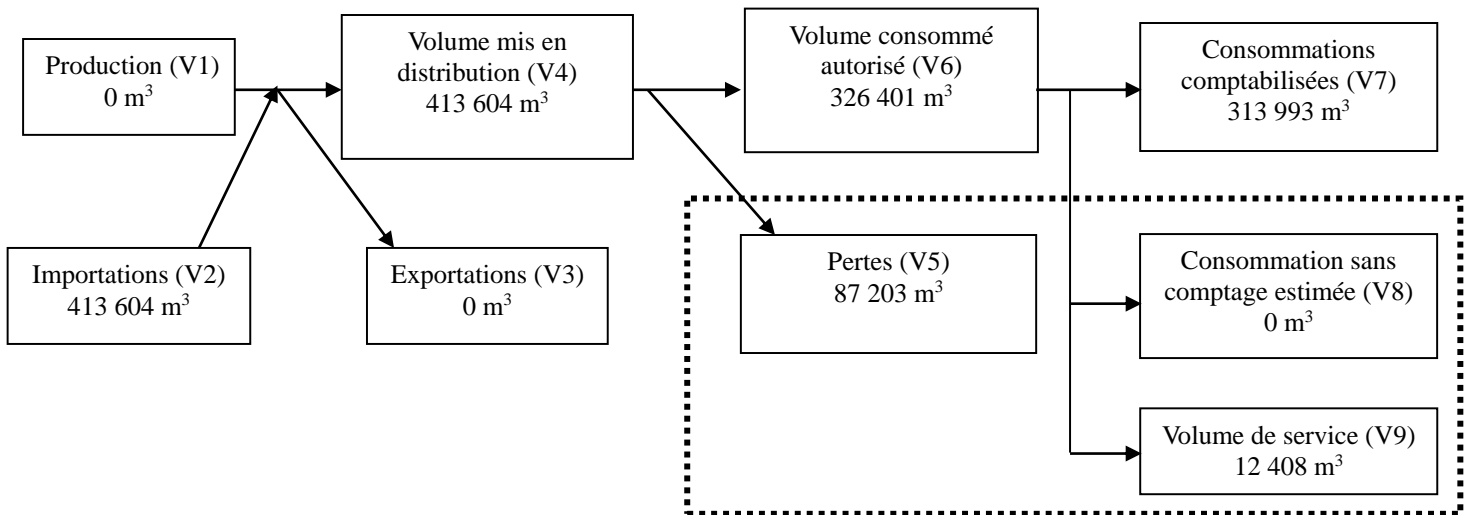 Production (V1)
0 m³
Volume mis en
distribution (V4)
413 604 m³
Volume consommé
autorisé (V6)
326 401 m³
Consommations
comptabilisées (V7)
313 993 m³
Importations (V2)
413 604 m³
Exportations (V3)
0 m³
Pertes (V5)
87 203 m³
Consommation sans
comptage estimée (V8)
0 m³
Volume de service (V9)
12 408 m³